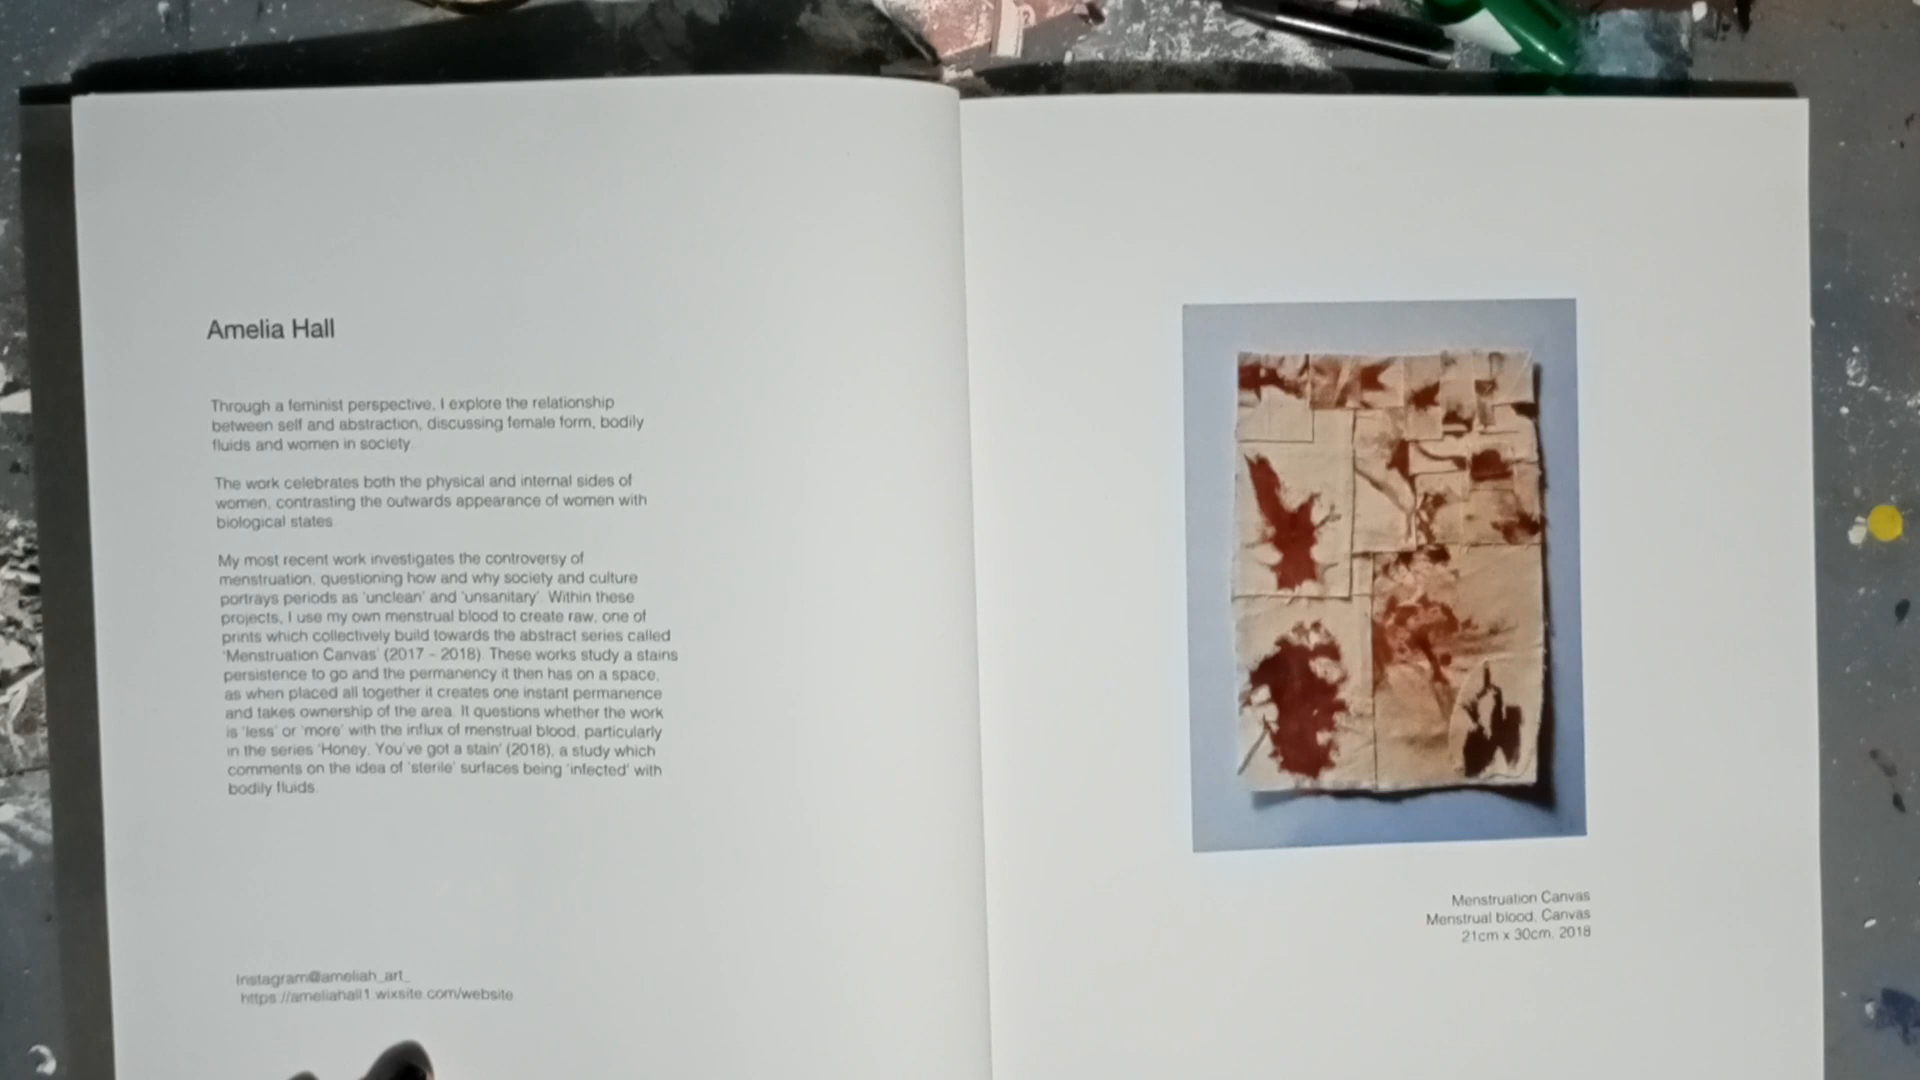 Amelia Hall
Through a feminist perspective, I explore the relationship
between self and abstraction, discussing female form, bodily
fluids and women in society.
The work celebrates both the physical and internal sides of
women, contrasting the outwards appearance of women with
biological states.
My most recent work investigates the controversy of
menstruation, questioning how and why society and culture
portrays periods as 'unclean' and 'unsanitary'. Within these
projects, I use my own menstrual blood to create raw, one of
prints which collectively build towards the abstract series called
'Menstruation Canvas' (2017 - 2018). These works study a stains
persistence to go and the permanency it then has on a space,
as when placed all together it creates one instant permanence
and takes ownership of the area. It questions whether the work
is 'less' or 'more' with the influx of menstrual blood, particularly
in the series 'Honey, You've got a stain' (2018), a study which
comments on the idea of 'sterile' surfaces being 'infected' with
bodily fluids.
Instagram@ameliah_art_
https://ameliahall1.wixsite.com/website
Menstruation Canvas
Menstrual blood, Canvas
21cm x 30cm, 2018